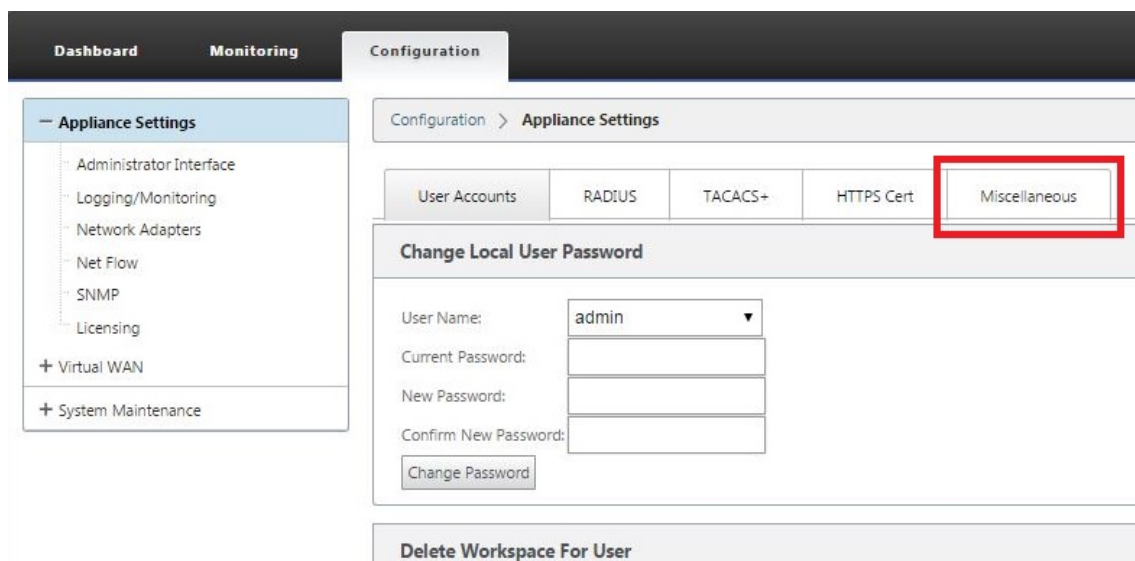 Dashboard Monitoring Configuration
− Appliance Settings
Administrator Interface
Logging/Monitoring
Network Adapters
Net Flow
SNMP
Licensing
+ Virtual WAN
+ System Maintenance
Configuration > Appliance Settings
User Accounts RADIUS TACACS+ HTTPS Cert Miscellaneous
Change Local User Password
User Name: admin
Current Password:
New Password:
Confirm New Password:
Change Password
Delete Workspace For User